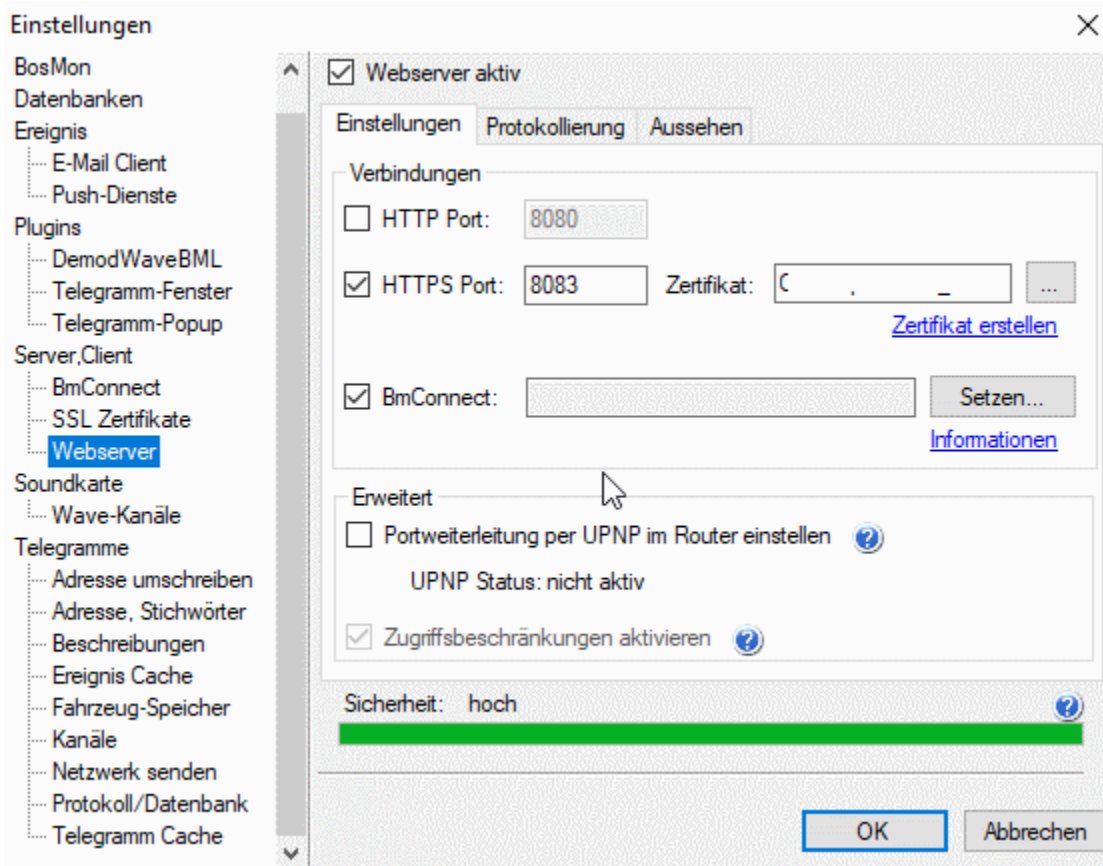 Einstellungen
BosMon
Datenbanken
Ereignis
E-Mail Client
Push-Dienste
Plugins
DemodWaveBML
Telegramm-Fenster
Telegramm-Popup
Server,Client
BmConnect
SSL Zertifikate
Webserver
Soundkarte
Wave-Kanäle
Telegramme
Adresse umschreiben
Adresse, Stichwörter
Beschreibungen
Ereignis Cache
Fahrzeug-Speicher
Kanäle
Netzwerk senden
Protokoll/Datenbank
Telegramm Cache
Webserver aktiv
Einstellungen Protokollierung Aussehen
Verbindungen
HTTP Port: 8080
HTTPS Port: 8083 Zertifikat: ...
Zertifikat erstellen
BmConnect: Setzen...
Informationen
Erweitert
Portweiterleitung per UPNP im Router einstellen ?
UPNP Status: nicht aktiv
Zugriffsbeschränkungen aktivieren ?
Sicherheit: hoch ?
OK Abbrechen